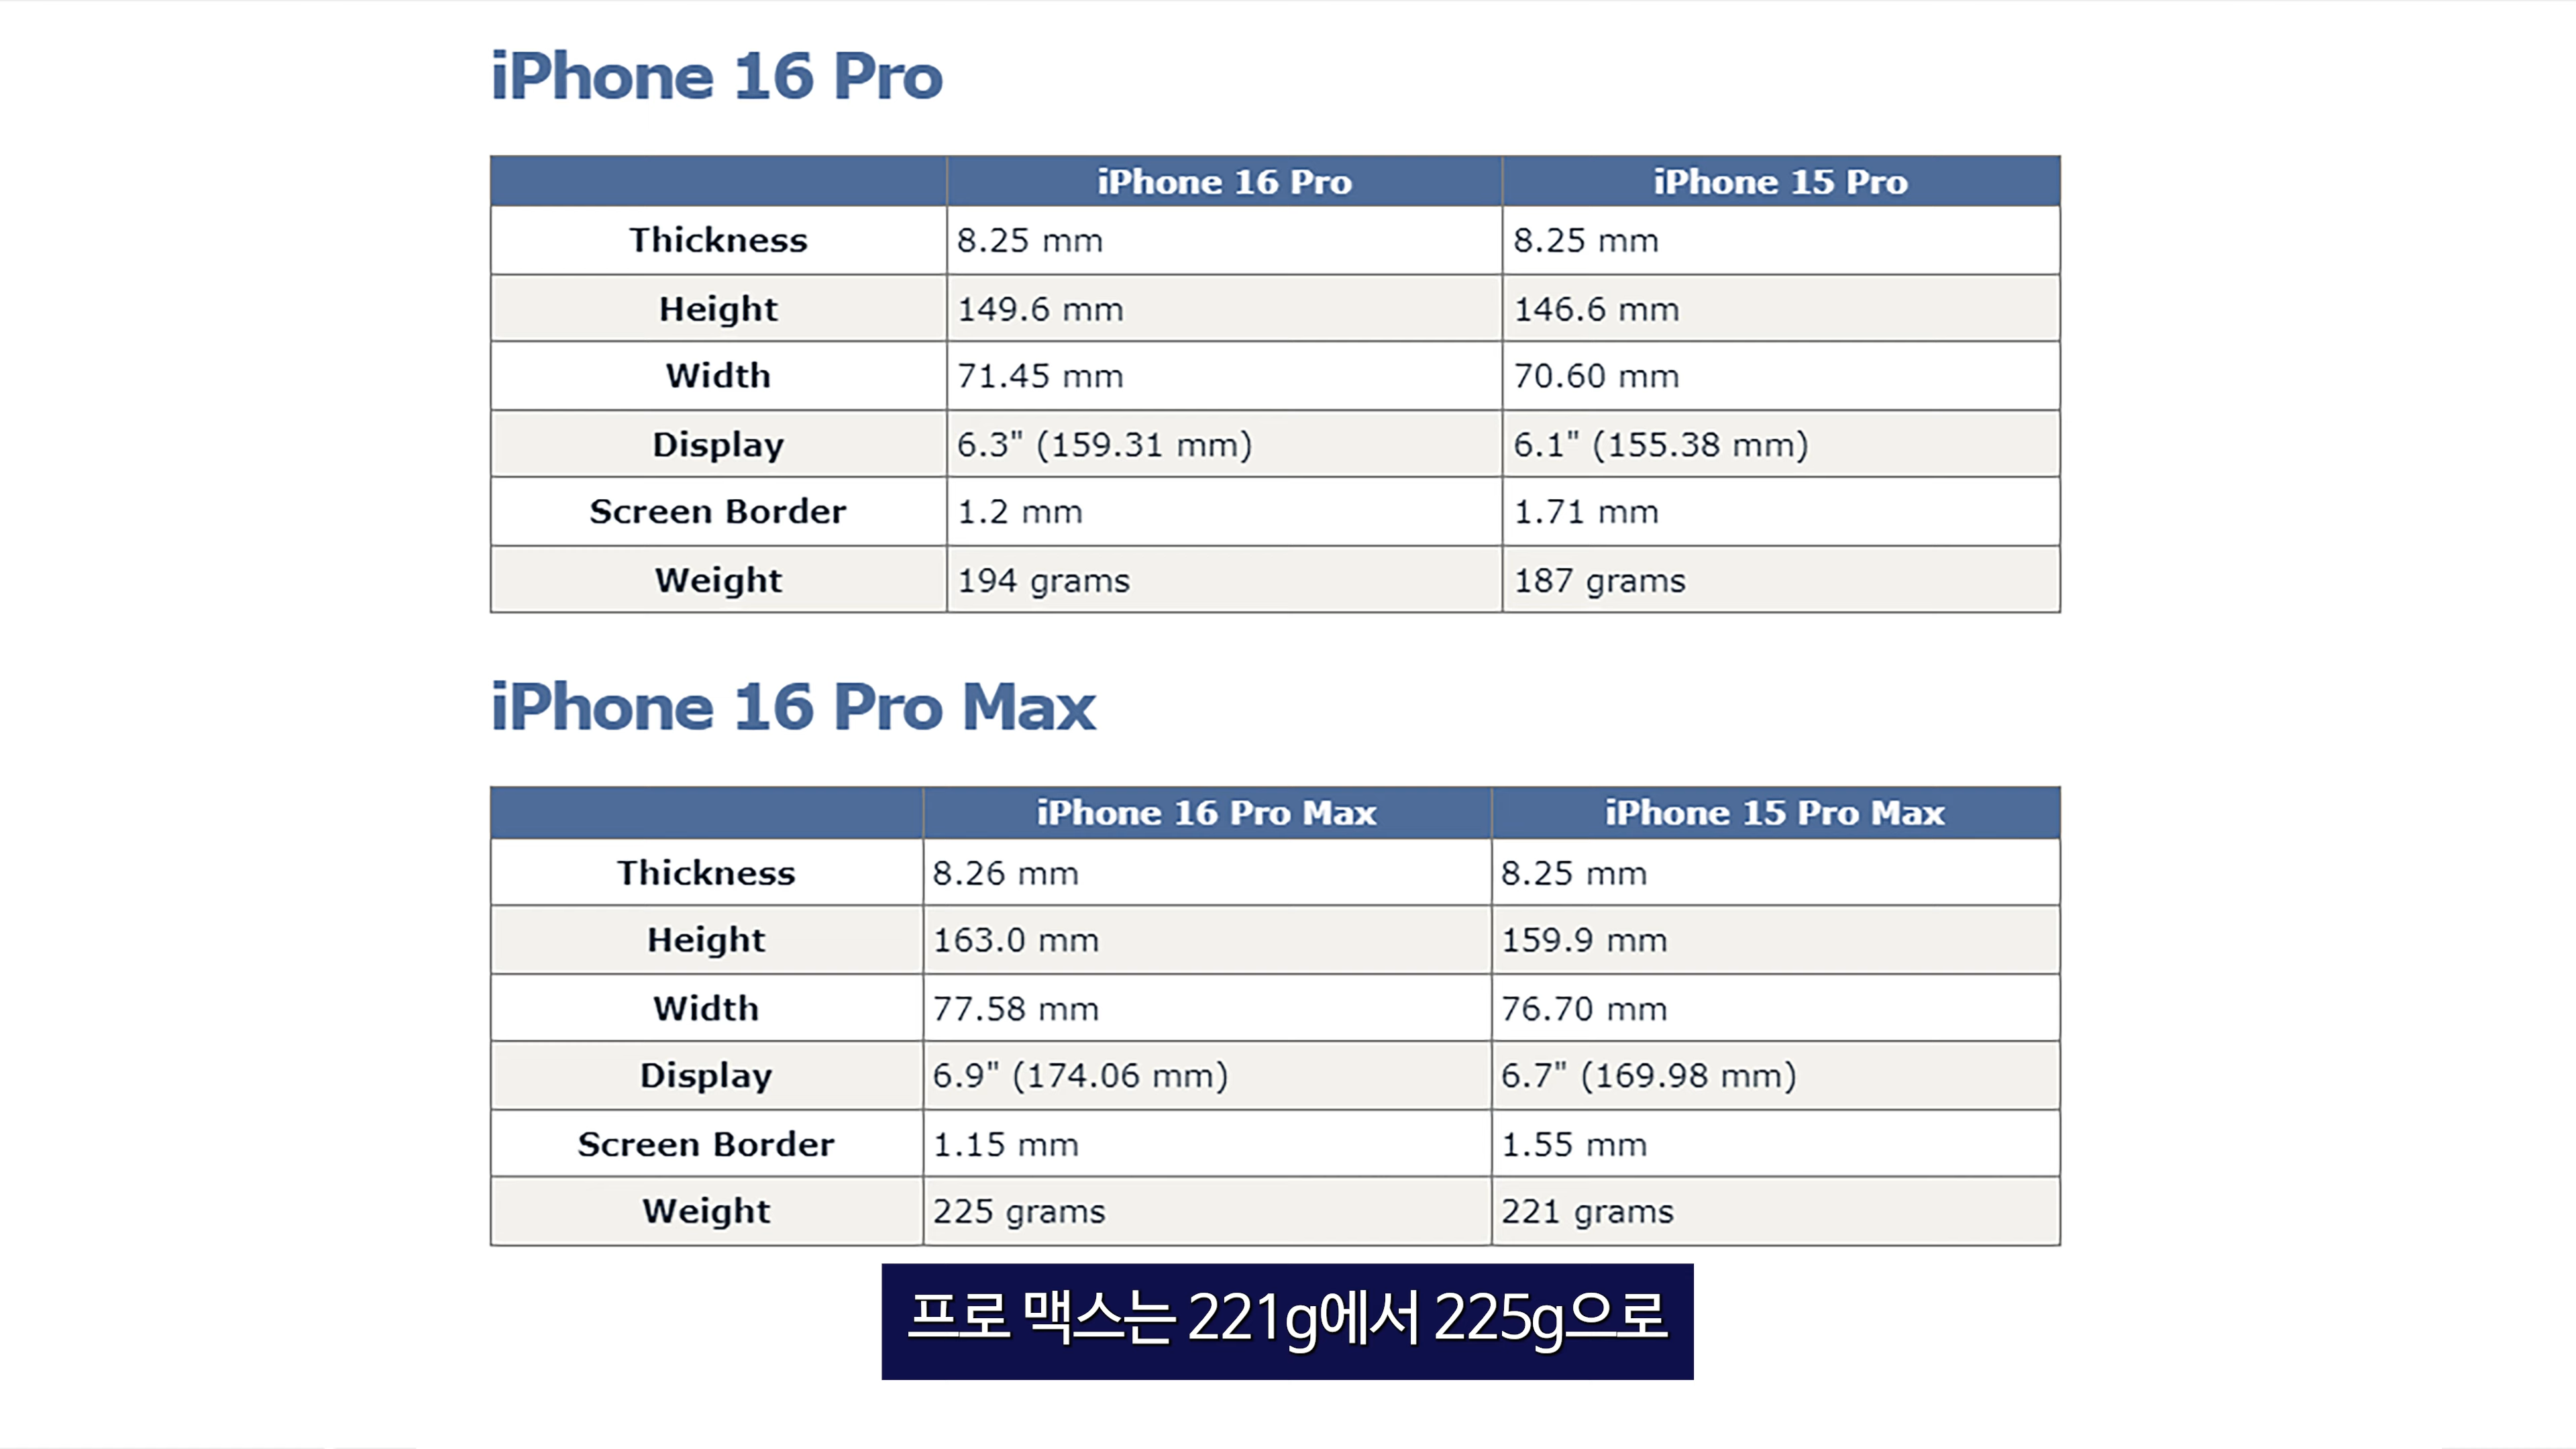 iPhone 16 Pro
iPhone 16 Pro iPhone 15 Pro
Thickness 8.25 mm 8.25 mm
Height 149.6 mm 146.6 mm
Width 71.45 mm 70.60 mm
Display 6.3" (159.31 mm) 6.1" (155.38 mm)
Screen Border 1.2 mm 1.71 mm
Weight 194 grams 187 grams
iPhone 16 Pro Max
iPhone 16 Pro Max iPhone 15 Pro Max
Thickness 8.26 mm 8.25 mm
Height 163.0 mm 159.9 mm
Width 77.58 mm 76.70 mm
Display 6.9" (174.06 mm) 6.7" (169.98 mm)
Screen Border 1.15 mm 1.55 mm
Weight 225 grams 221 grams
프로 맥스는 221g에서 225g으로